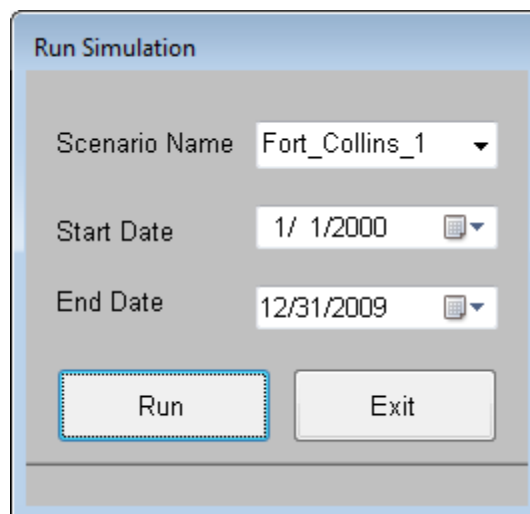 Run Simulation
Scenario Name Fort_Collins_1
Start Date 1/ 1/2000
End Date 12/31/2009
Run Exit